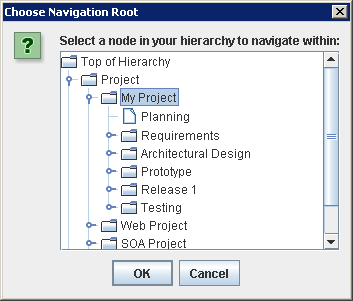 Choose Navigation Root
Select a node in your hierarchy to navigate within:
Top of Hierarchy
Project
My Project
Planning
Requirements
Architectural Design
Prototype
Release 1
Testing
Web Project
SOA Project
OK
Cancel